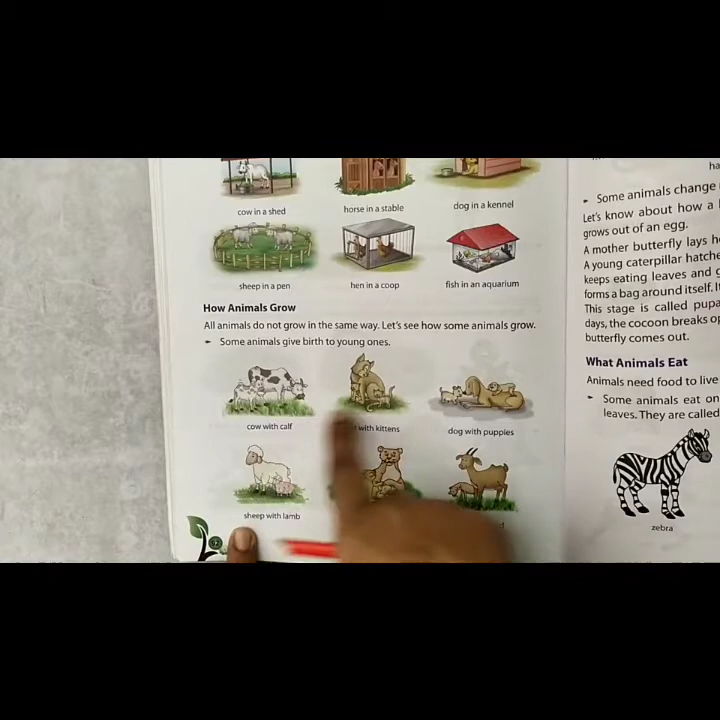 cow in a shed
horse in a stable
dog in a kennel
sheep in a pen
hen in a coop
fish in an aquarium
How Animals Grow
All animals do not grow in the same way. Let's see how some animals grow.
Some animals give birth to young ones.
cow with calf
with kittens
dog with puppies
sheep with lamb
Some animals change
Let's know about how a
grows out of an egg.
A mother butterfly lays
A young caterpillar
keeps eating leaves and
forms a bag around itself.
This stage is called
days, the cocoon breaks
butterfly comes out.
What Animals Eat
Animals need food to live
Some animals eat
leaves. They are called
zebra